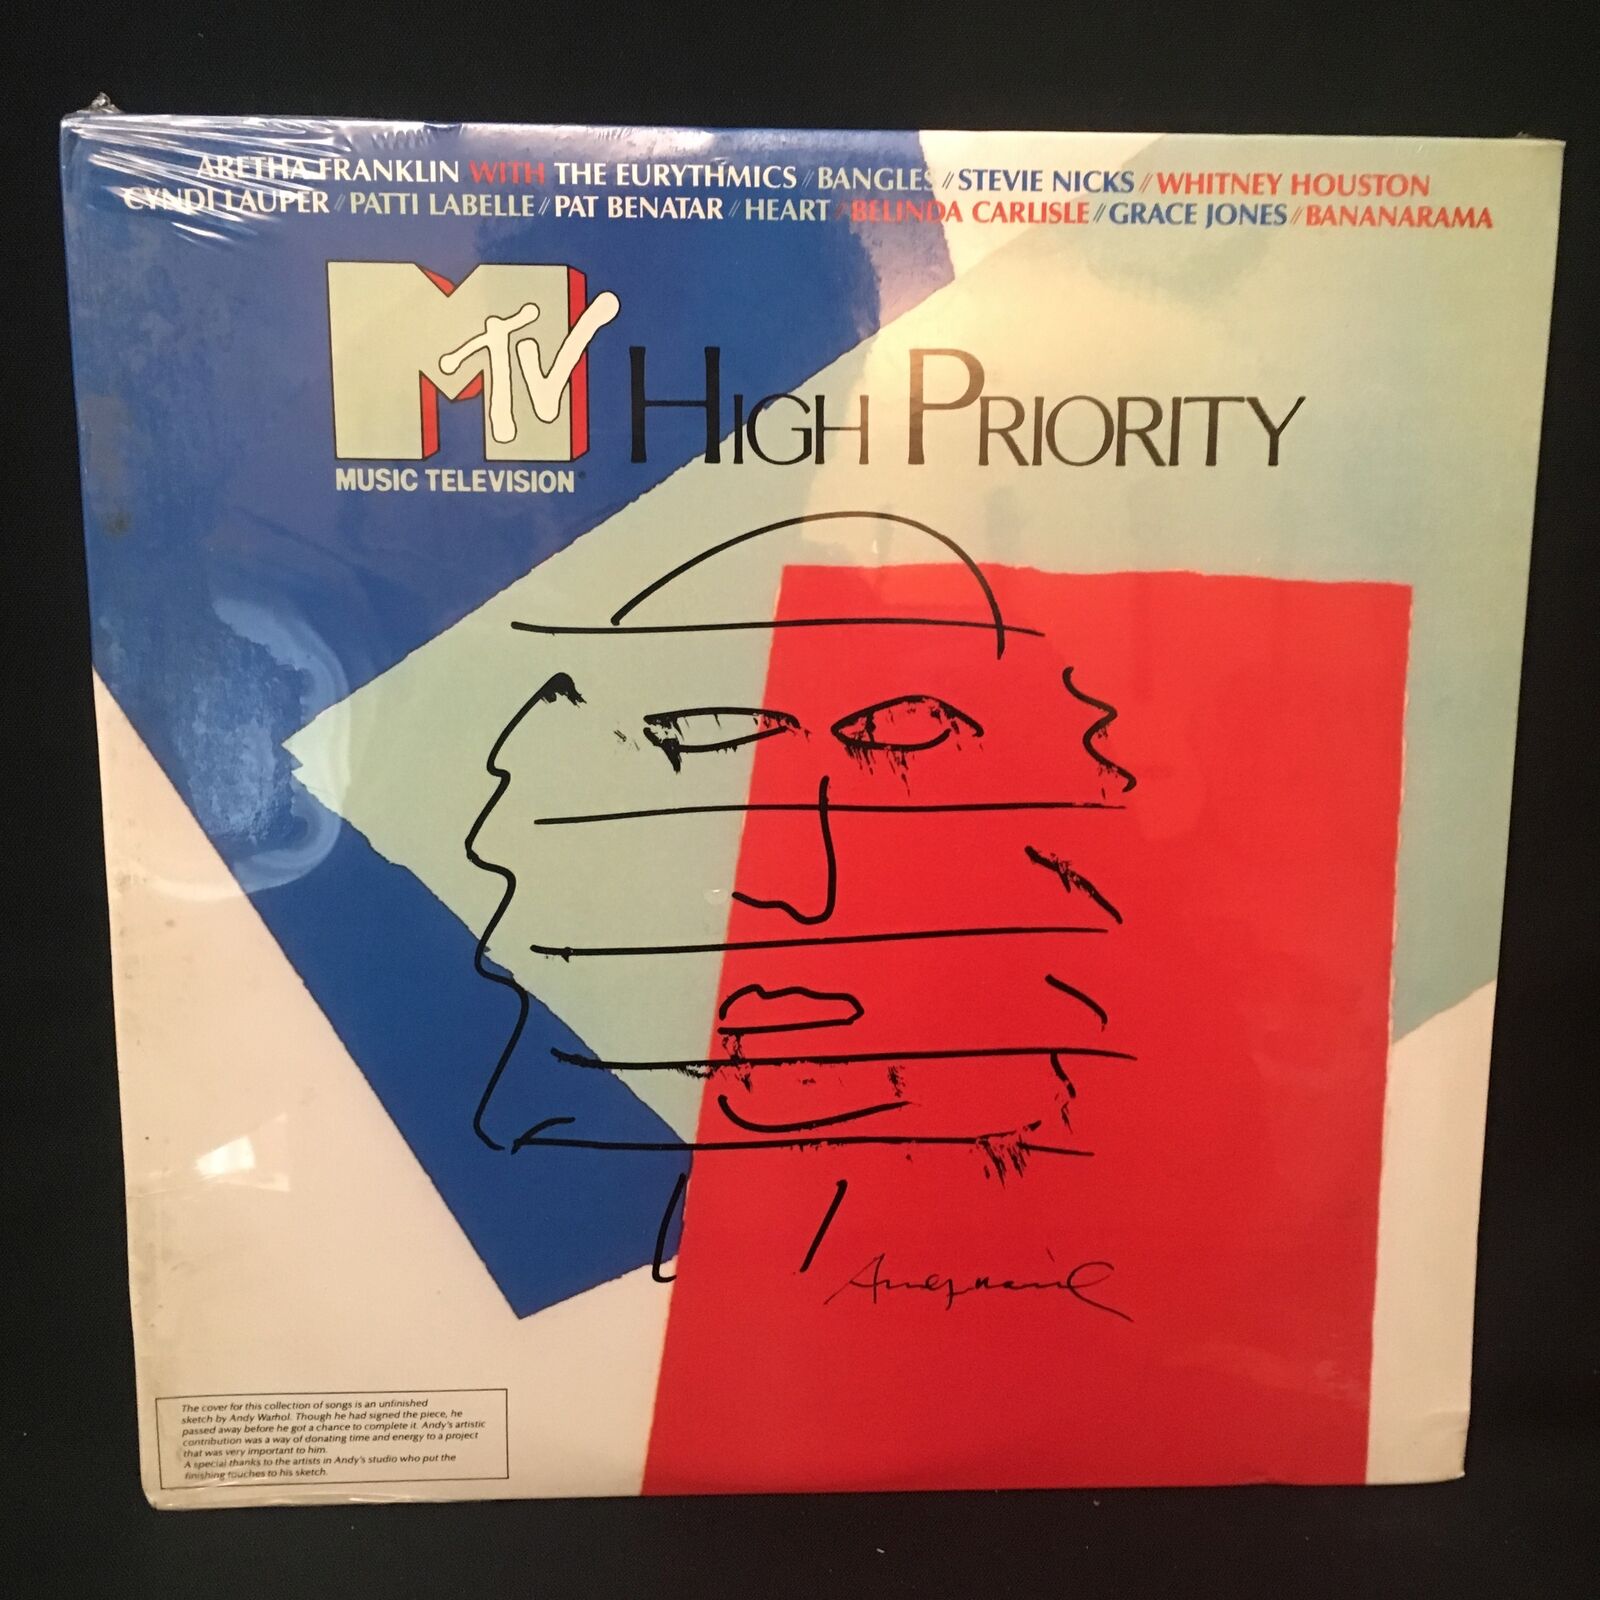 ARETHA FRANKLIN WITH THE EURYTHMICS // BANGLES // STEVIE NICKS // WHITNEY HOUSTON
CYNDI LAUPER // PATTI LABELLE // PAT BENATAR // HEART // BELINDA CARLISLE // GRACE JONES // BANANARAMA
MTV HIGH PRIORITY
MUSIC TELEVISION®
Andy Warhol
The cover for this collection of songs is an unfinished
sketch by Andy Warhol. Though he had signed the piece, he
passed away before he got a chance to complete it. Andy's artistic
contribution was a way of donating time and energy to a project
that was very important to him.
A special thanks to the artists in Andy's studio who put the
finishing touches to his sketch.